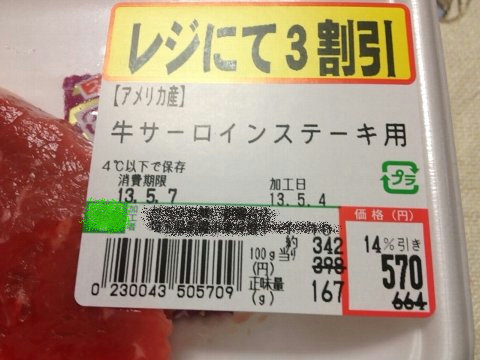 レジにて3割引
【アメリカ産】
牛サーロインステーキ用
4℃以下で保存
消費期限 加工日
13.5.7 13.5.4
プラ
価格(円)
約 342
100g当り 398
(円)
14%引き
570
664
正味量 167
(g)
0 230043 505709